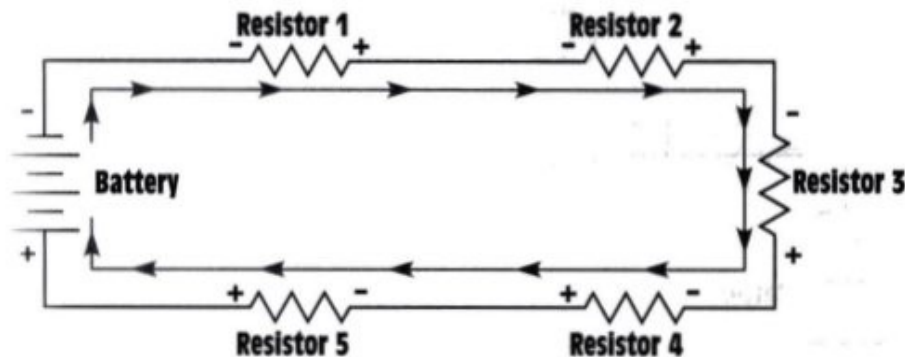 Resistor 1
Resistor 2
- + - +
- -
Battery
Resistor 3
+ +
+ - + -
Resistor 5
Resistor 4